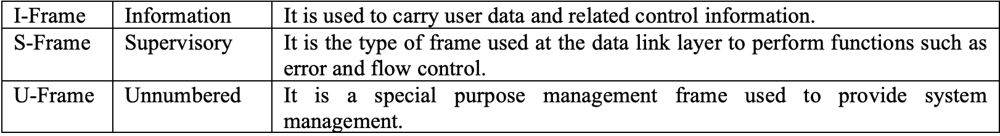 I-Frame Information It is used to carry user data and related control information.
S-Frame Supervisory It is the type of frame used at the data link layer to perform functions such as
error and flow control.
U-Frame Unnumbered It is a special purpose management frame used to provide system
management.